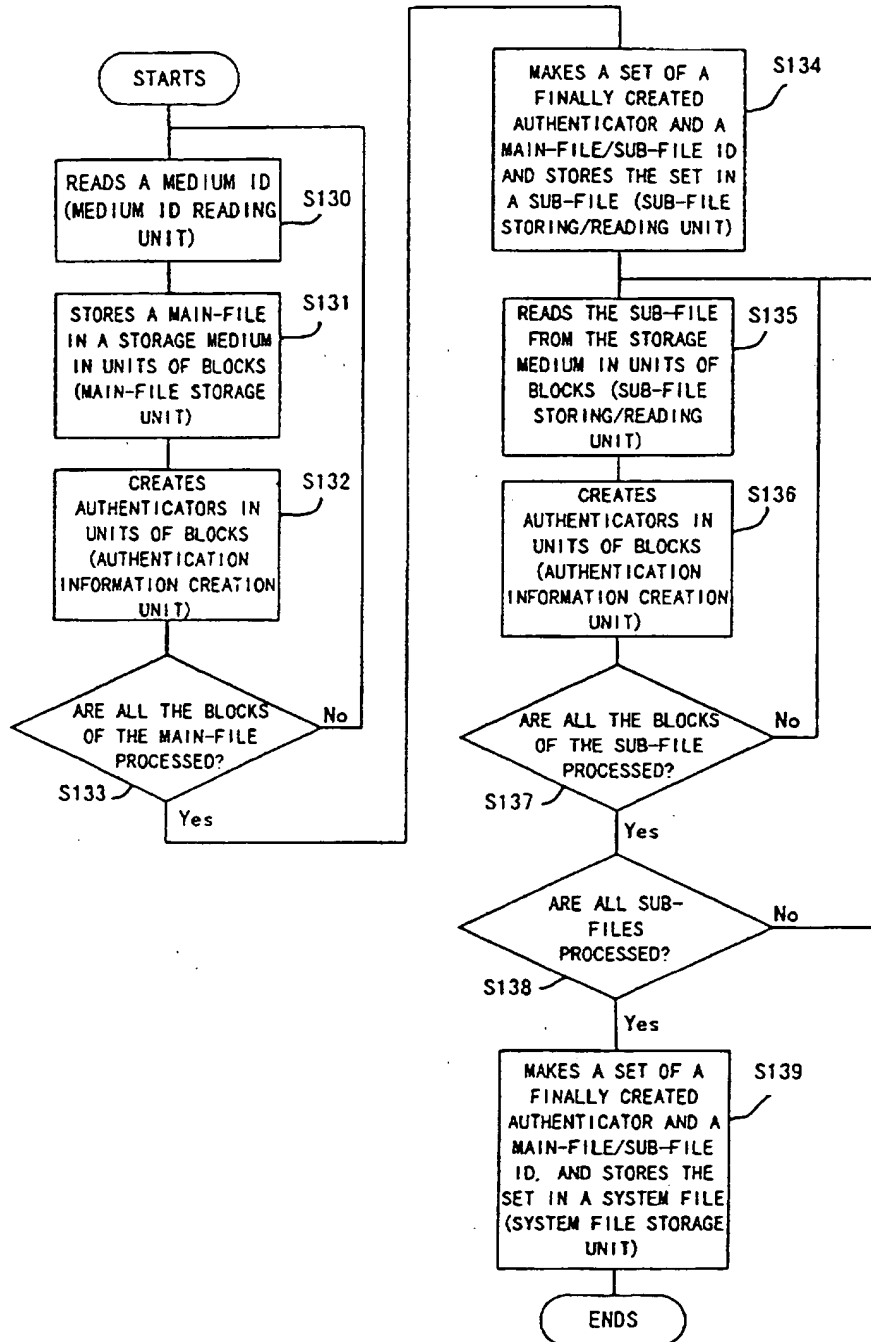 STARTS
READS A MEDIUM ID
(MEDIUM ID READING
UNIT)
S130
STORES A MAIN-FILE
IN A STORAGE MEDIUM
IN UNITS OF BLOCKS
(MAIN-FILE STORAGE
UNIT)
S131
CREATES
AUTHENTICATORS IN
UNITS OF BLOCKS
(AUTHENTICATION
INFORMATION CREATION
UNIT)
S132
ARE ALL THE BLOCKS
OF THE MAIN-FILE
PROCESSED?
No
S133
Yes
MAKES A SET OF A
FINALLY CREATED
AUTHENTICATOR AND A
MAIN-FILE/SUB-FILE ID
AND STORES THE SET IN
A SUB-FILE (SUB-FILE
STORING/READING UNIT)
S134
READS THE SUB-FILE
FROM THE STORAGE
MEDIUM IN UNITS OF
BLOCKS (SUB-FILE
STORING/READING
UNIT)
S135
CREATES
AUTHENTICATORS IN
UNITS OF BLOCKS
(AUTHENTICATION
INFORMATION CREATION
UNIT)
S136
ARE ALL THE BLOCKS
OF THE SUB-FILE
PROCESSED?
No
S137
Yes
ARE ALL SUB-
FILES
PROCESSED?
No
S138
Yes
MAKES A SET OF A
FINALLY CREATED
AUTHENTICATOR AND A
MAIN-FILE/SUB-FILE
ID, AND STORES THE
SET IN A SYSTEM FILE
(SYSTEM FILE STORAGE
UNIT)
S139
ENDS